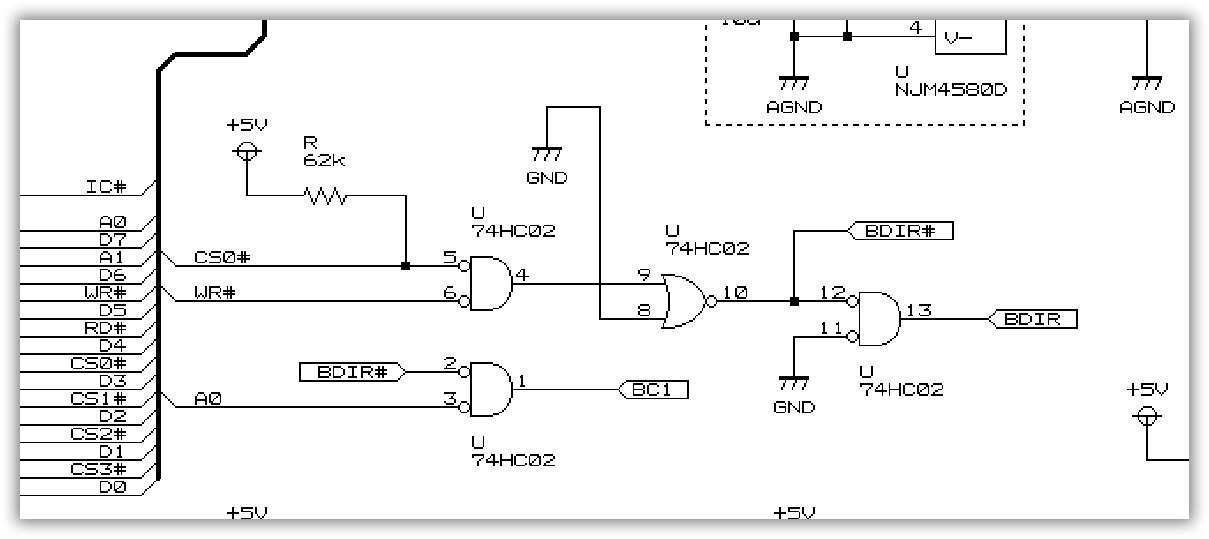 4
V-
U
NJM4580D
AGND
AGND
+5V
R
62k
GND
IC#
A0
D7
A1
D6
WR#
D5
RD#
D4
CS0#
D3
CS1#
D2
CS2#
D1
CS3#
D0
CS0#
WR#
A0
U
74HC02
5
6
4
U
74HC02
9
8
10
BDIR#
12
11
13
BDIR
U
74HC02
GND
BDIR#
2
3
1
BC1
U
74HC02
+5V
+5V
+5V